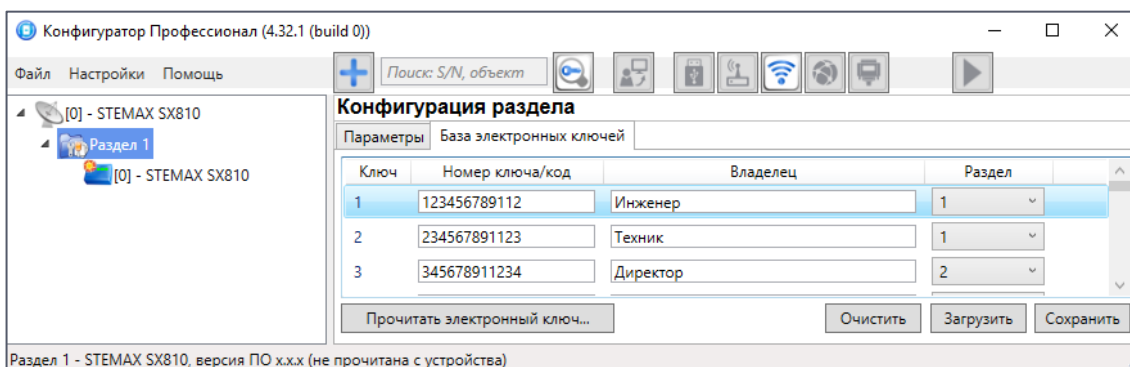 Конфигуратор Профессионал (4.32.1 (build 0))
Файл Настройки Помощь
Поиск: S/N, объект
[0] - STEMAX SX810
Раздел 1
[0] - STEMAX SX810
Конфигурация раздела
Параметры База электронных ключей
Ключ Номер ключа/код Владелец Раздел
1 123456789112 Инженер 1
2 234567891123 Техник 1
3 345678911234 Директор 2
Прочитать электронный ключ... Очистить Загрузить Сохранить
Раздел 1 - STEMAX SX810, версия ПО x.x.x (не прочитана с устройства)